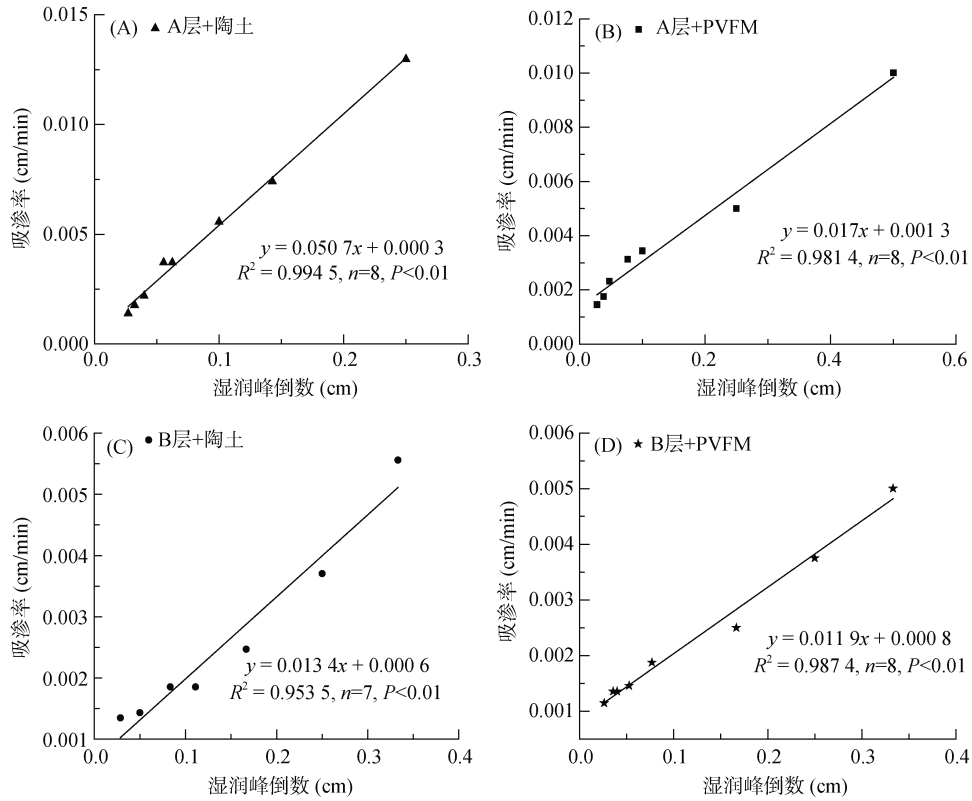 (A) ▲ A层+陶土
0.015
0.010
0.005
0.000
吸渗率 (cm/min)
y = 0.050 7x + 0.000 3
R² = 0.994 5, n=8, P<0.01
0.0 0.1 0.2 0.3
湿润峰倒数 (cm)
(B) ■ A层+PVFM
0.012
0.010
0.008
0.006
0.004
0.002
0.000
吸渗率 (cm/min)
y = 0.017x + 0.001 3
R² = 0.981 4, n=8, P<0.01
0.0 0.2 0.4 0.6
湿润峰倒数 (cm)
(C) ● B层+陶土
0.006
0.005
0.004
0.003
0.002
0.001
吸渗率 (cm/min)
y = 0.013 4x + 0.000 6
R² = 0.953 5, n=7, P<0.01
0.0 0.1 0.2 0.3 0.4
湿润峰倒数 (cm)
(D) ★ B层+PVFM
0.006
0.005
0.004
0.003
0.002
0.001
吸渗率 (cm/min)
y = 0.011 9x + 0.000 8
R² = 0.987 4, n=8, P<0.01
0.0 0.1 0.2 0.3 0.4
湿润峰倒数 (cm)